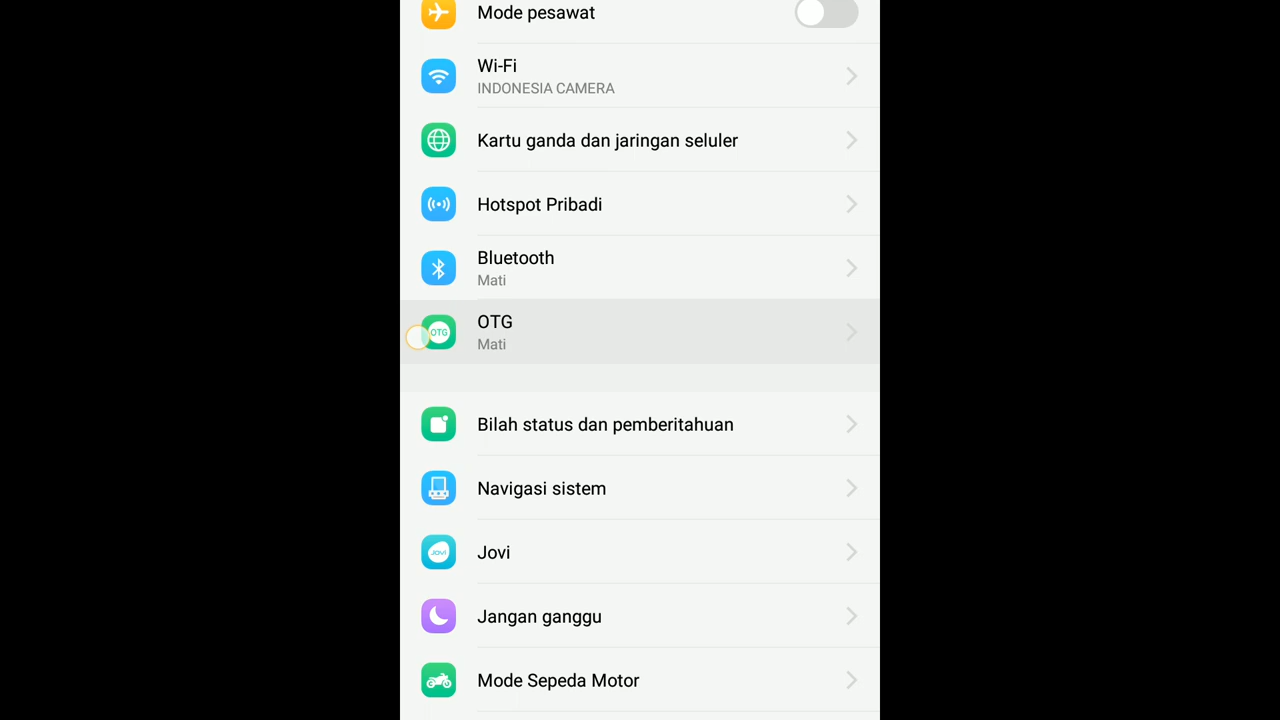 Mode pesawat
Wi-Fi
INDONESIA CAMERA
Kartu ganda dan jaringan seluler
Hotspot Pribadi
Bluetooth
Mati
OTG
OTG
Mati
Bilah status dan pemberitahuan
Navigasi sistem
JOVI
Jovi
Jangan ganggu
Mode Sepeda Motor